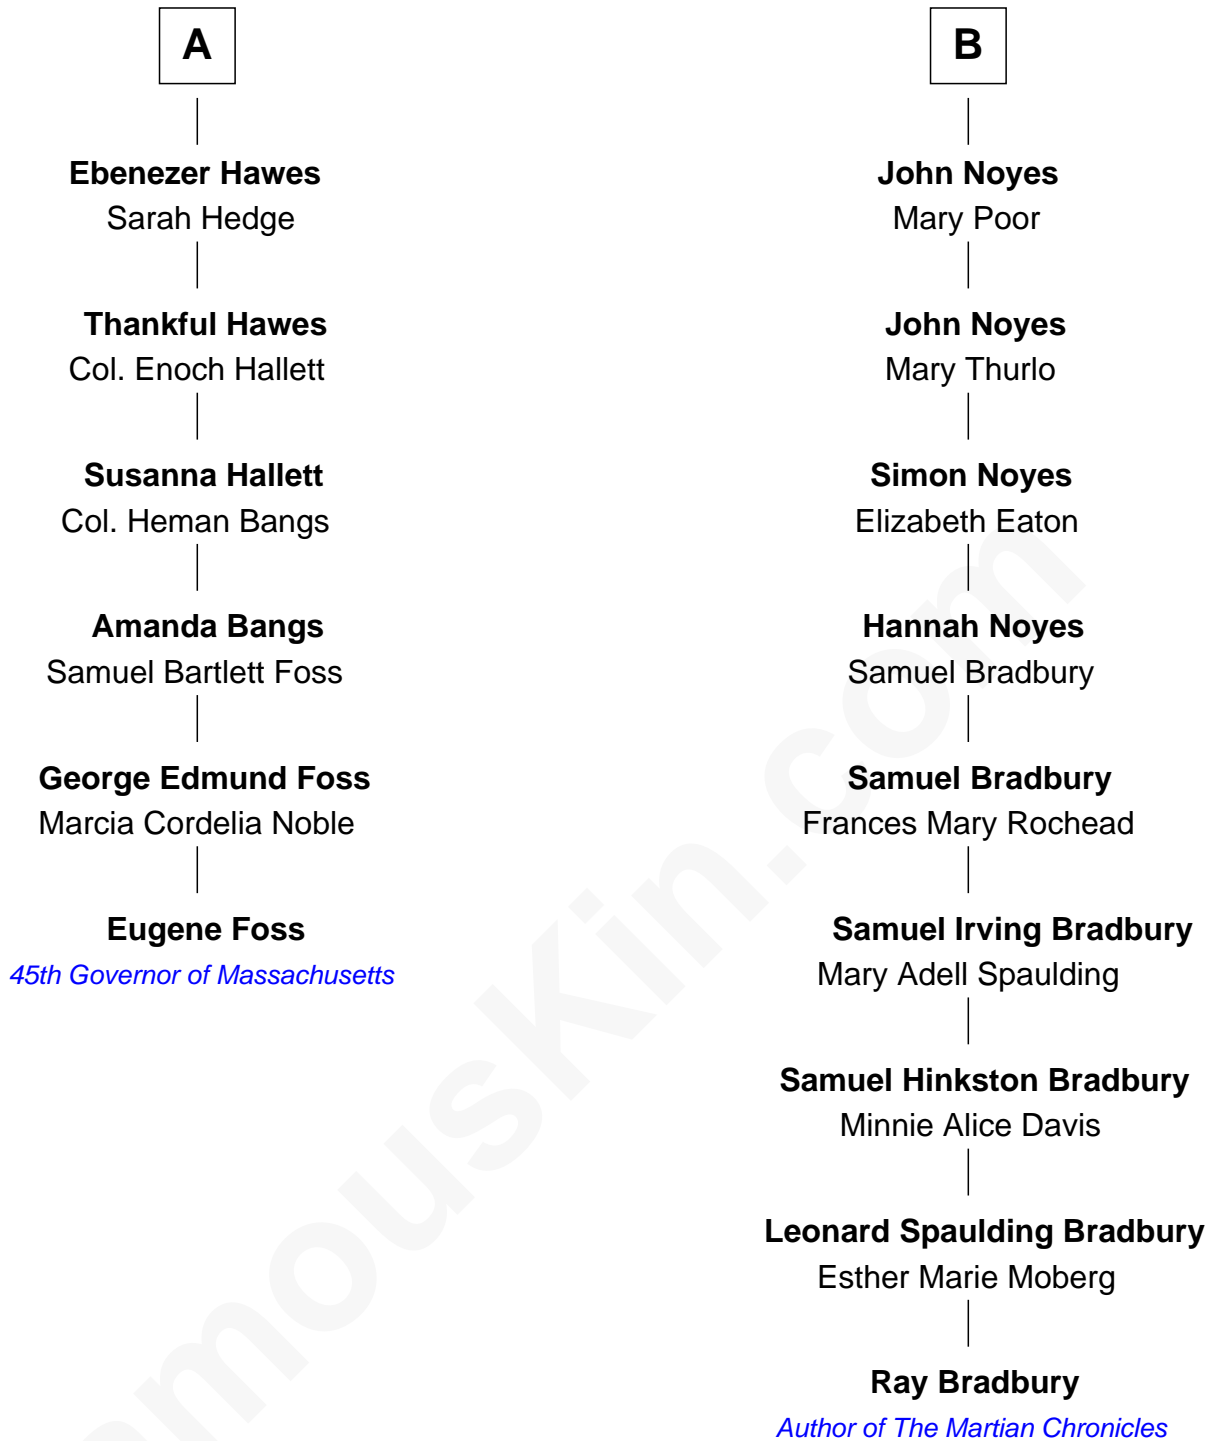 A
Ebenezer Hawes
Sarah Hedge
Thankful Hawes
Col. Enoch Hallett
Susanna Hallett
Col. Heman Bangs
Amanda Bangs
Samuel Bartlett Foss
George Edmund Foss
Marcia Cordelia Noble
Eugene Foss
45th Governor of Massachusetts
B
John Noyes
Mary Poor
John Noyes
Mary Thurlo
Simon Noyes
Elizabeth Eaton
Hannah Noyes
Samuel Bradbury
Samuel Bradbury
Frances Mary Rochead
Samuel Irving Bradbury
Mary Adell Spaulding
Samuel Hinkston Bradbury
Minnie Alice Davis
Leonard Spaulding Bradbury
Esther Marie Moberg
Ray Bradbury
Author of The Martian Chronicles
amousKin.com